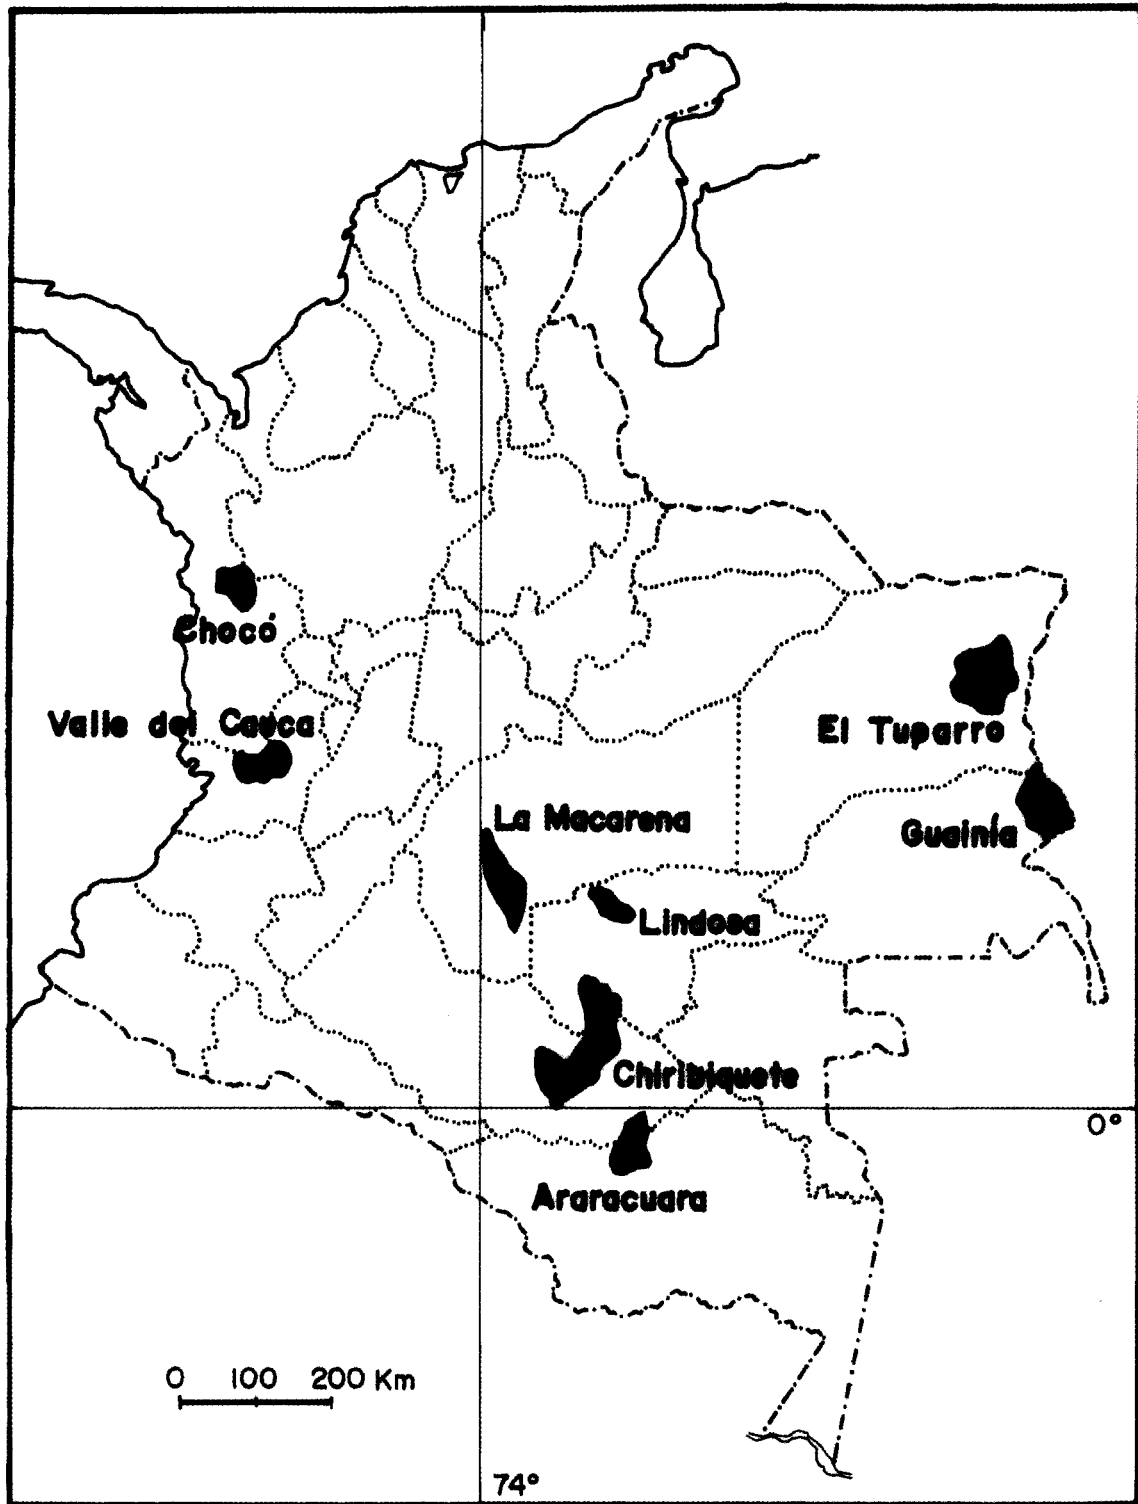 Chocó
Valle del Cauca
El Tuparro
La Macarena
Guainía
Lindosa
Chiribiquete
0°
Araracuara
0 100 200 Km
74°